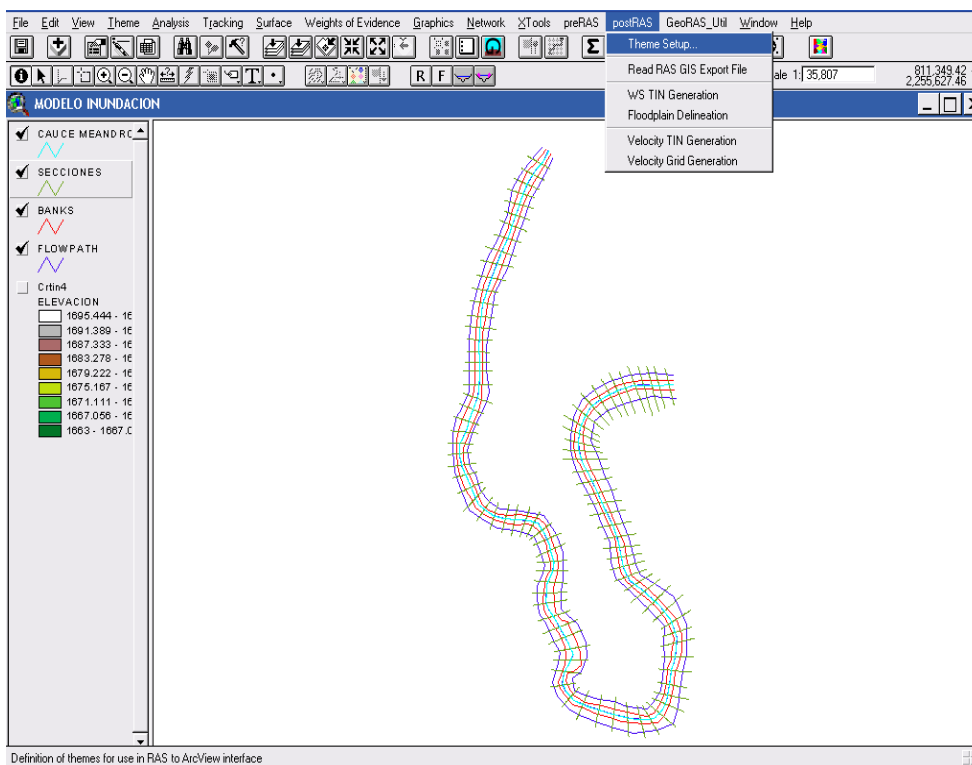 File Edit View Theme Analysis Tracking Surface Weights of Evidence Graphics Network XTools preRAS postRAS GeoRAS_Util Window Help
Theme Setup...
Read RAS GIS Export File
WS TIN Generation
Floodplain Delineation
Velocity TIN Generation
Velocity Grid Generation
Σ
T
R F
ale 1: 35,807
811,349.42
2,255,627.46
MODELO INUNDACION
CAUCE MEANDRO
SECCIONES
BANKS
FLOWPATH
Crtin4
ELEVACION
1695.444 - 16
1691.389 - 16
1687.333 - 16
1683.278 - 16
1679.222 - 16
1675.167 - 16
1671.111 - 16
1667.056 - 16
1663 - 1667.0
Definition of themes for use in RAS to ArcView interface